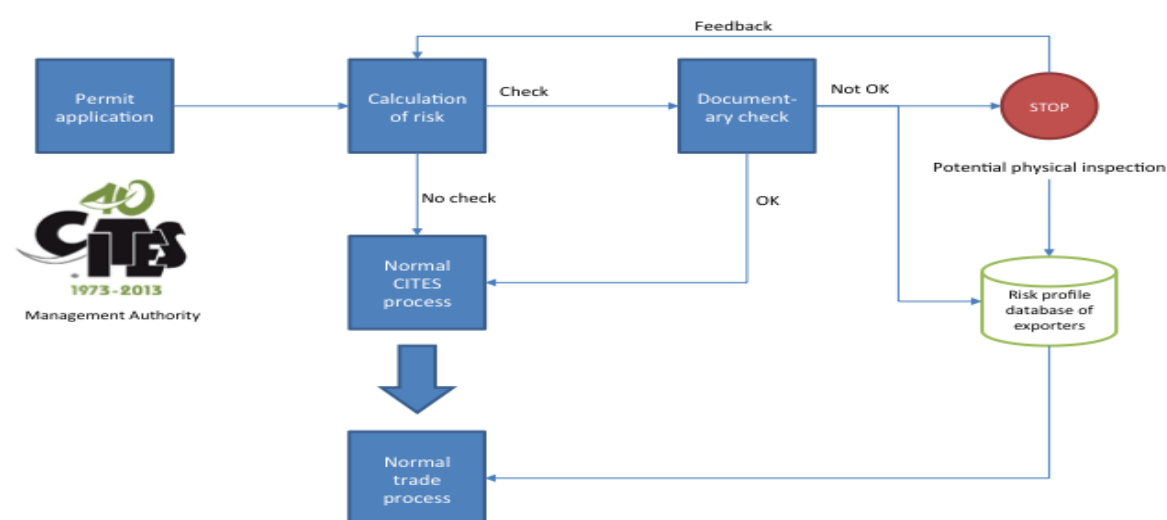 Feedback
Permit
application
Calculation
of risk
Check
Document-
ary check
Not OK
STOP
Potential physical inspection
No check
OK
40
CITES
1973-2013
Management Authority
Normal
CITES
process
Risk profile
database of
exporters
Normal
trade
process